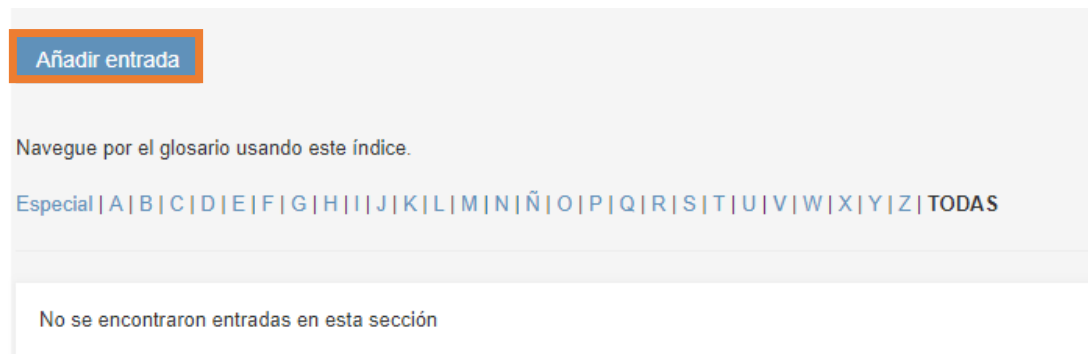 Añadir entrada
Navegue por el glosario usando este índice.
Especial | A | B | C | D | E | F | G | H | I | J | K | L | M | N | Ñ | O | P | Q | R | S | T | U | V | W | X | Y | Z | TODAS
No se encontraron entradas en esta sección